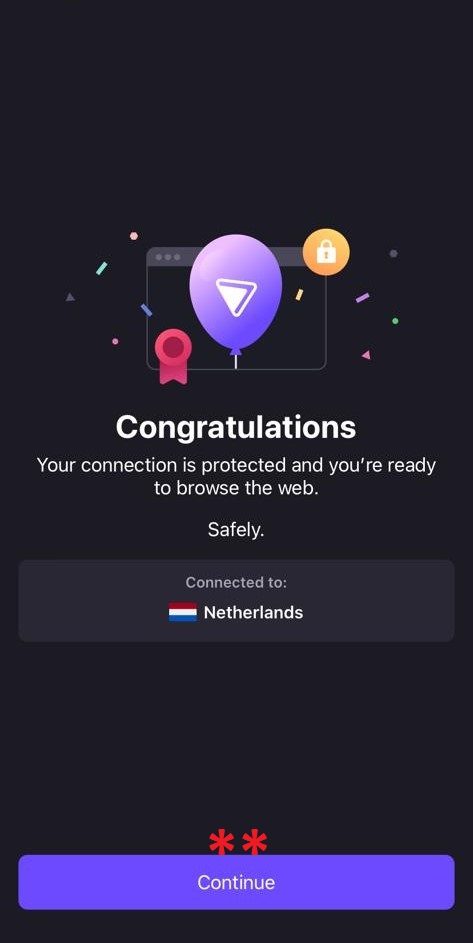 Congratulations
Your connection is protected and you’re ready
to browse the web.
Safely.
Connected to:
Netherlands
**
Continue